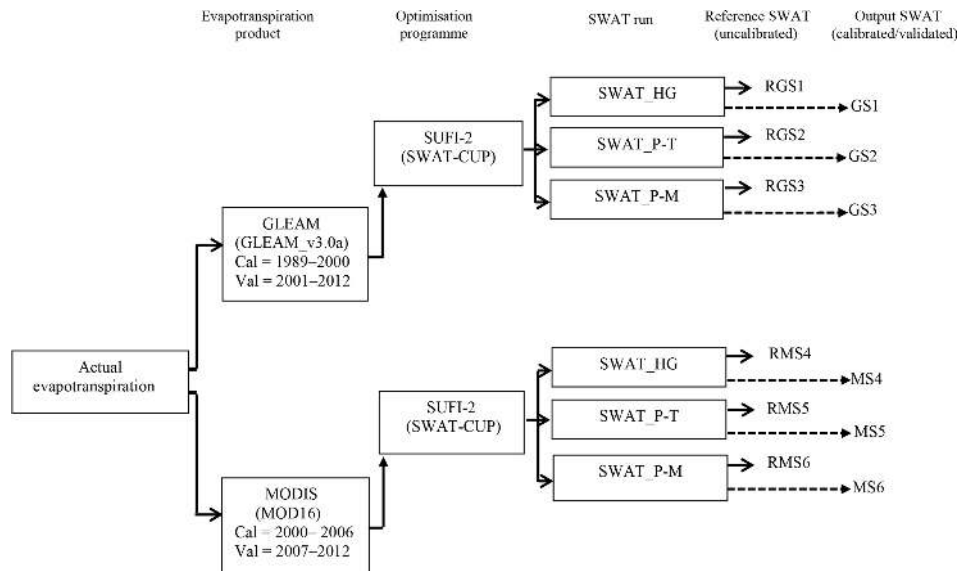 Evapotranspiration
product
Optimisation
programme
SWAT run
Reference SWAT
(uncalibrated)
Output SWAT
(calibrated/validated)
SWAT_HG
RGS1
GS1
SUFI-2
(SWAT-CUP)
SWAT_P-T
RGS2
GS2
SWAT_P-M
RGS3
GS3
GLEAM
(GLEAM_v3.0a)
Cal = 1989–2000
Val = 2001–2012
Actual
evapotranspiration
SWAT_HG
RMS4
MS4
SUFI-2
(SWAT-CUP)
SWAT_P-T
RMS5
MS5
SWAT_P-M
RMS6
MS6
MODIS
(MOD16)
Cal = 2000– 2006
Val = 2007–2012